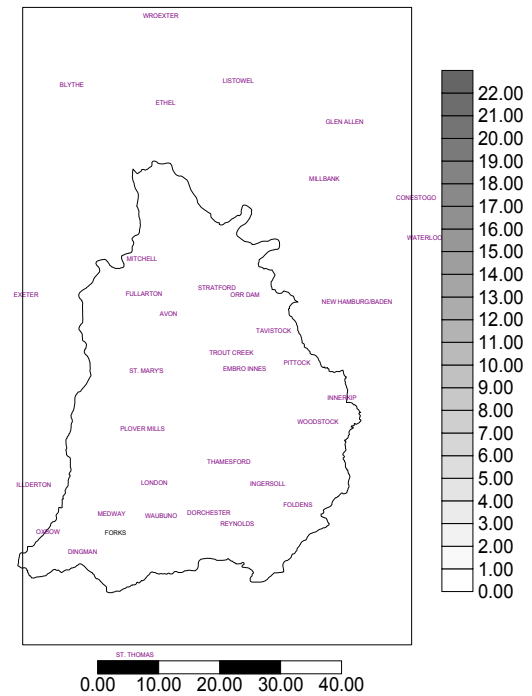 WROEXTER
LISTOWEL
BLYTHE
ETHEL
GLEN ALLEN
MILLBANK
CONESTOGO
WATERLOO
MITCHELL
EXETER
FULLARTON
STRATFORD
ORR DAM
NEW HAMBURG/BADEN
AVON
TAVISTOCK
TROUT CREEK
PITTOCK
ST. MARY'S
EMBRO INNES
INNERKIP
WOODSTOCK
PLOVER MILLS
THAMESFORD
ILDERTON
LONDON
INGERSOLL
FOLDENS
MEDWAY
WAUBUNO
DORCHESTER
REYNOLDS
OXBOW
FORKS
DINGMAN
ST. THOMAS
0.00 10.00 20.00 30.00 40.00
22.00
21.00
20.00
19.00
18.00
17.00
16.00
15.00
14.00
13.00
12.00
11.00
10.00
9.00
8.00
7.00
6.00
5.00
4.00
3.00
2.00
1.00
0.00